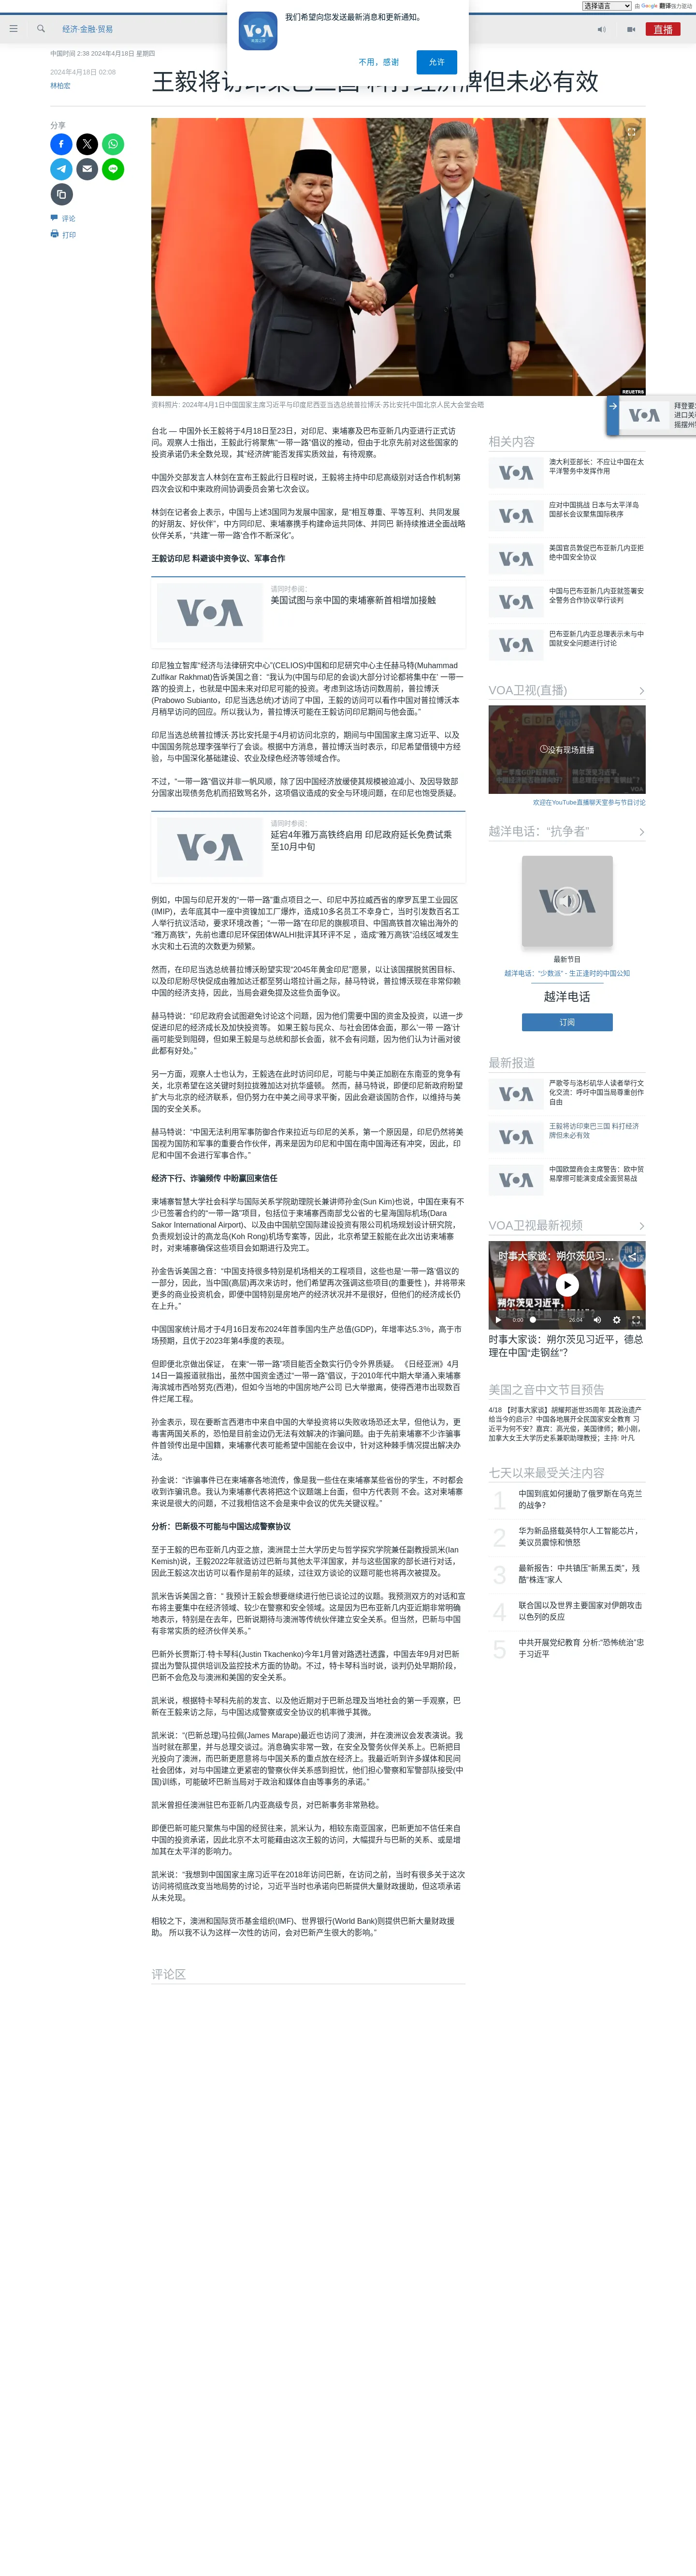 选择语言
由 Google 翻译强力驱动
我们希望向您发送最新消息和更新通知。
不用，感谢
允许
经济·金融·贸易
直播
中国时间 2:38 2024年4月18日 星期四
2024年4月18日 02:08
林柏宏
分享
评论
打印
REUETRS
资料照片: 2024年4月1日中国国家主席习近平与印度尼西亚当选总统普拉博沃·苏比安托中国北京人民大会堂会晤
台北 — 中国外长王毅将于4月18日至23日，对印尼、柬埔寨及巴布亚新几内亚进行正式访
问。观察人士指出，王毅此行将聚焦“一带一路”倡议的推动，但由于北京先前对这些国家的
投资承诺仍未全数兑现，其“经济牌”能否发挥实质效益，有待观察。
中国外交部发言人林剑在宣布王毅此行日程时说，王毅将主持中印尼高级别对话合作机制第
四次会议和中柬政府间协调委员会第七次会议。
林剑在记者会上表示，中国与上述3国同为发展中国家，是“相互尊重、平等互利、共同发展
的好朋友、好伙伴”，中方同印尼、柬埔寨携手构建命运共同体、并同巴 新持续推进全面战略
伙伴关系，“共建‘一带一路’合作不断深化”。
王毅访印尼 料避谈中资争议、军事合作
VOA
请同时参阅：
美国试图与亲中国的柬埔寨新首相增加接触
印尼独立智库“经济与法律研究中心”(CELIOS)中国和印尼研究中心主任赫马特(Muhammad
Zulfikar Rakhmat)告诉美国之音：“我认为(中国与印尼的会谈)大部分讨论都将集中在‘ 一带一
路’的投资上，也就是中国未来对印尼可能的投资。考虑到这场访问数周前，普拉博沃
(Prabowo Subianto，印尼当选总统)才访问了中国，王毅的访问可以看作中国对普拉博沃本
月稍早访问的回应。所以我认为，普拉博沃可能在王毅访问印尼期间与他会面。”
印尼当选总统普拉博沃·苏比安托是于4月初访问北京的，期间与中国国家主席习近平、以及
中国国务院总理李强举行了会谈。根据中方消息，普拉博沃当时表示，印尼希望借镜中方经
验，与中国深化基础建设、农业及绿色经济等领域合作。
不过，“一带一路”倡议并非一帆风顺，除了因中国经济放缓使其规模被迫减小、及因导致部
分国家出现债务危机而招致骂名外，这项倡议造成的安全与环境问题，在印尼也饱受质疑。
VOA
请同时参阅：
延宕4年雅万高铁终启用 印尼政府延长免费试乘
至10月中旬
例如，中国与印尼开发的“一带一路”重点项目之一、印尼中苏拉威西省的摩罗瓦里工业园区
(IMIP)，去年底其中一座中资镍加工厂爆炸，造成10多名员工不幸身亡，当时引发数百名工
人举行抗议活动，要求环境改善；“一带一路”在印尼的旗舰项目、中国高铁首次输出海外的
“雅万高铁”，先前也遭印尼环保团体WALHI批评其环评不足 ，造成“雅万高铁”沿线区域发生
水灾和土石流的次数更为频繁。
然而，在印尼当选总统普拉博沃盼望实现“2045年黄金印尼”愿景，以让该国摆脱贫困目标、
以及印尼盼尽快促成由雅加达迁都至努山塔拉计画之际，赫马特说，普拉博沃现在非常仰赖
中国的经济支持，因此，当局会避免提及这些负面争议。
赫马特说：“印尼政府会试图避免讨论这个问题，因为他们需要中国的资金及投资，以进一步
促进印尼的经济成长及加快投资等。 如果王毅与民众、与社会团体会面，那么‘一带 一路’计
画可能受到阻碍，但如果王毅是与总统和部长会面，就不会有问题，因为他们认为计画对彼
此都有好处。”
另一方面，观察人士也认为，王毅选在此时访问印尼，可能与中美正加剧在东南亚的竞争有
关，北京希望在这关键时刻拉拢雅加达对抗华盛顿。 然而，赫马特说，即便印尼新政府盼望
扩大与北京的经济联系，但仍努力在中美之间寻求平衡，因此会避谈国防合作，以维持与美
国的安全关系。
赫马特说：“中国无法利用军事防御合作来拉近与印尼的关系，第一个原因是，印尼仍然将美
国视为国防和军事的重要合作伙伴，再来是因为印尼和中国在南中国海还有冲突，因此，印
尼和中国不会进行军事合作。”
经济下行、诈骗频传 中盼赢回柬信任
柬埔寨智慧大学社会科学与国际关系学院助理院长兼讲师孙金(Sun Kim)也说，中国在柬有不
少已签署合约的“一带一路”项目，包括位于柬埔寨西南部戈公省的七星海国际机场(Dara
Sakor International Airport)、以及由中国航空国际建设投资有限公司机场规划设计研究院，
负责规划设计的高龙岛(Koh Rong)机场专案等，因此，北京希望王毅能在此次出访柬埔寨
时，对柬埔寨确保这些项目会如期进行及完工。
孙金告诉美国之音：“中国支持很多特别是机场相关的工程项目，这些也是‘一带一路’倡议的
一部分，因此，当中国(高层)再次来访时，他们希望再次强调这些项目(的重要性 )，并将带来
更多的商业投资机会，即便中国特别是房地产的经济状况并不是很好，但他们的经济成长仍
在上升。”
中国国家统计局才于4月16日发布2024年首季国内生产总值(GDP)，年增率达5.3%，高于市
场预期，且优于2023年第4季度的表现。
但即便北京做出保证， 在柬“一带一路”项目能否全数实行仍令外界质疑。 《日经亚洲》4月
14日一篇报道就指出，虽然中国资金透过“一带一路”倡议，于2010年代中期大举涌入柬埔寨
海滨城市西哈努克(西港)，但如今当地的中国房地产公司 已大举撤离，使得西港市出现数百
件烂尾工程。
孙金表示，现在要断言西港市中来自中国的大举投资将以失败收场恐还太早，但他认为，更
毒害两国关系的，恐怕是目前金边仍无法有效解决的诈骗问题。由于先前柬埔寨不少诈骗事
件首领传出是中国籍，柬埔寨代表可能希望中国能在会议中，针对这种棘手情况提出解决办
法。
孙金说：“诈骗事件已在柬埔寨各地流传，像是我一些住在柬埔寨某些省份的学生，不时都会
收到诈骗讯息。我认为柬埔寨代表将把这个议题端上台面，但中方代表则 不会。这对柬埔寨
来说是很大的问题，不过我相信这不会是柬中会议的优先关键议程。”
分析：巴新极不可能与中国达成警察协议
至于王毅的巴布亚新几内亚之旅，澳洲昆士兰大学历史与哲学探究学院兼任副教授凯米(Ian
Kemish)说，王毅2022年就造访过巴新与其他太平洋国家，并与这些国家的部长进行对话，
因此王毅这次出访可以看作是前年的延续，过往双方谈论的议题可能也将再次被提及。
凯米告诉美国之音：“ 我预计王毅会想要继续进行他已谈论过的议题。我预测双方的对话和宣
布将主要集中在经济领域、较少在警察和安全领域。这是因为巴布亚新几内亚近期非常明确
地表示，特别是在去年，巴新说期待与澳洲等传统伙伴建立安全关系。但当然，巴新与中国
有非常实质的经济伙伴关系。”
巴新外长贾斯汀·特卡琴科(Justin Tkachenko)今年1月曾对路透社透露，中国去年9月对巴新
提出为警队提供培训及监控技术方面的协助。不过，特卡琴科当时说，谈判仍处早期阶段，
巴新不会危及与澳洲和美国的安全关系。
凯米说，根据特卡琴科先前的发言、以及他近期对于巴新总理及当地社会的第一手观察，巴
新在王毅来访之际，与中国达成警察或安全协议的机率微乎其微。
凯米说：“(巴新总理)马拉佩(James Marape)最近也访问了澳洲，并在澳洲议会发表演说。我
当时就在那里，并与总理交谈过。消息确实非常一致，在安全及警务伙伴关系上。巴新把目
光投向了澳洲，而巴新更愿意将与中国关系的重点放在经济上。我最近听到许多媒体和民间
社会团体，对与中国建立更紧密的警察伙伴关系感到担忧，他们担心警察和军警部队接受(中
国)训练，可能破坏巴新当局对于政治和媒体自由等事务的承诺。”
凯米曾担任澳洲驻巴布亚新几内亚高级专员，对巴新事务非常熟稔。
即便巴新可能只聚焦与中国的经贸往来，凯米认为，相较东南亚国家，巴新更加不信任来自
中国的投资承诺，因此北京不太可能藉由这次王毅的访问，大幅提升与巴新的关系、或是增
加其在太平洋的影响力。
凯米说：“我想到中国国家主席习近平在2018年访问巴新，在访问之前，当时有很多关于这次
访问将彻底改变当地局势的讨论，习近平当时也承诺向巴新提供大量财政援助，但这项承诺
从未兑现。
相较之下，澳洲和国际货币基金组织(IMF)、世界银行(World Bank)则提供巴新大量财政援
助。 所以我不认为这样一次性的访问，会对巴新产生很大的影响。”
评论区
相关内容
澳大利亚部长：不应让中国在太
平洋警务中发挥作用
应对中国挑战 日本与太平洋岛
国部长会议聚焦国际秩序
美国官员敦促巴布亚新几内亚拒
绝中国安全协议
中国与巴布亚新几内亚就签署安
全警务合作协议举行谈判
巴布亚新几内亚总理表示未与中
国就安全问题进行讨论
VOA卫视(直播)
没有现场直播
欢迎在YouTube直播聊天室参与节目讨论
越洋电话：“抗争者”
最新节目
越洋电话：“少数派” - 生正逢时的中国公知
越洋电话
订阅
最新报道
严歌苓与洛杉矶华人读者举行文
化交流：呼吁中国当局尊重创作
自由
王毅将访印柬巴三国 料打经济
牌但未必有效
中国欧盟商会主席警告：欧中贸
易摩擦可能演变成全面贸易战
VOA卫视最新视频
时事大家谈：朔尔茨见习...
朔尔茨见习近平，
0:00
26:04
时事大家谈：朔尔茨见习近平，德总
理在中国“走钢丝”？
美国之音中文节目预告
4/18 【时事大家谈】胡耀邦逝世35周年 其政治遗产
给当今的启示？中国各地展开全民国家安全教育 习
近平为何不安？嘉宾：高光俊，美国律师；赖小刚，
加拿大女王大学历史系兼职助理教授；主持: 叶凡
七天以来最受关注内容
1
中国到底如何援助了俄罗斯在乌克兰
的战争？
2
华为新品搭载英特尔人工智能芯片，
美议员震惊和愤怒
3
最新报告：中共镇压“新黑五类”，残
酷“株连”家人
4
联合国以及世界主要国家对伊朗攻击
以色列的反应
5
中共开展党纪教育 分析:“恐怖统治”忠
于习近平